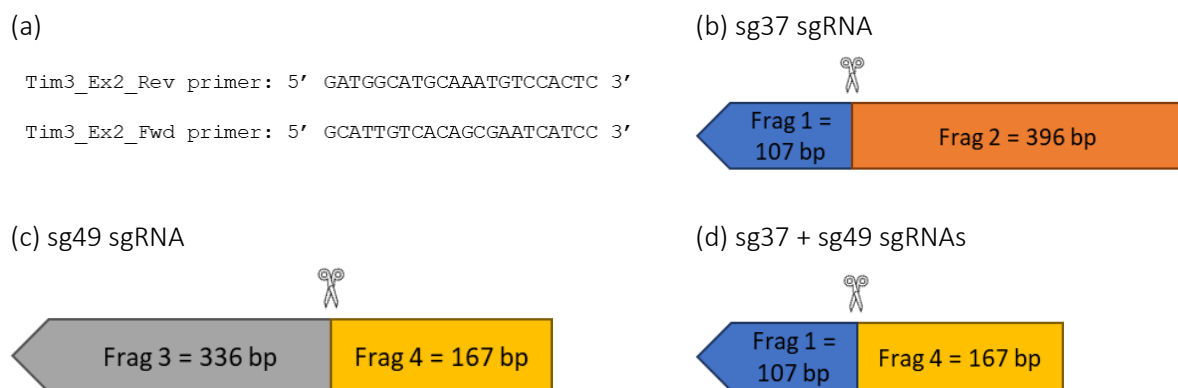 (a)
Tim3_Ex2_Rev primer: 5’ GATGGCATGCAAATGTCCACTC 3’
Tim3_Ex2_Fwd primer: 5’ GCATTGTCACAGCGAATCATCC 3’
(b) sg37 sgRNA
Frag 1 =
107 bp
Frag 2 = 396 bp
(c) sg49 sgRNA
Frag 3 = 336 bp
Frag 4 = 167 bp
(d) sg37 + sg49 sgRNAs
Frag 1 =
107 bp
Frag 4 = 167 bp